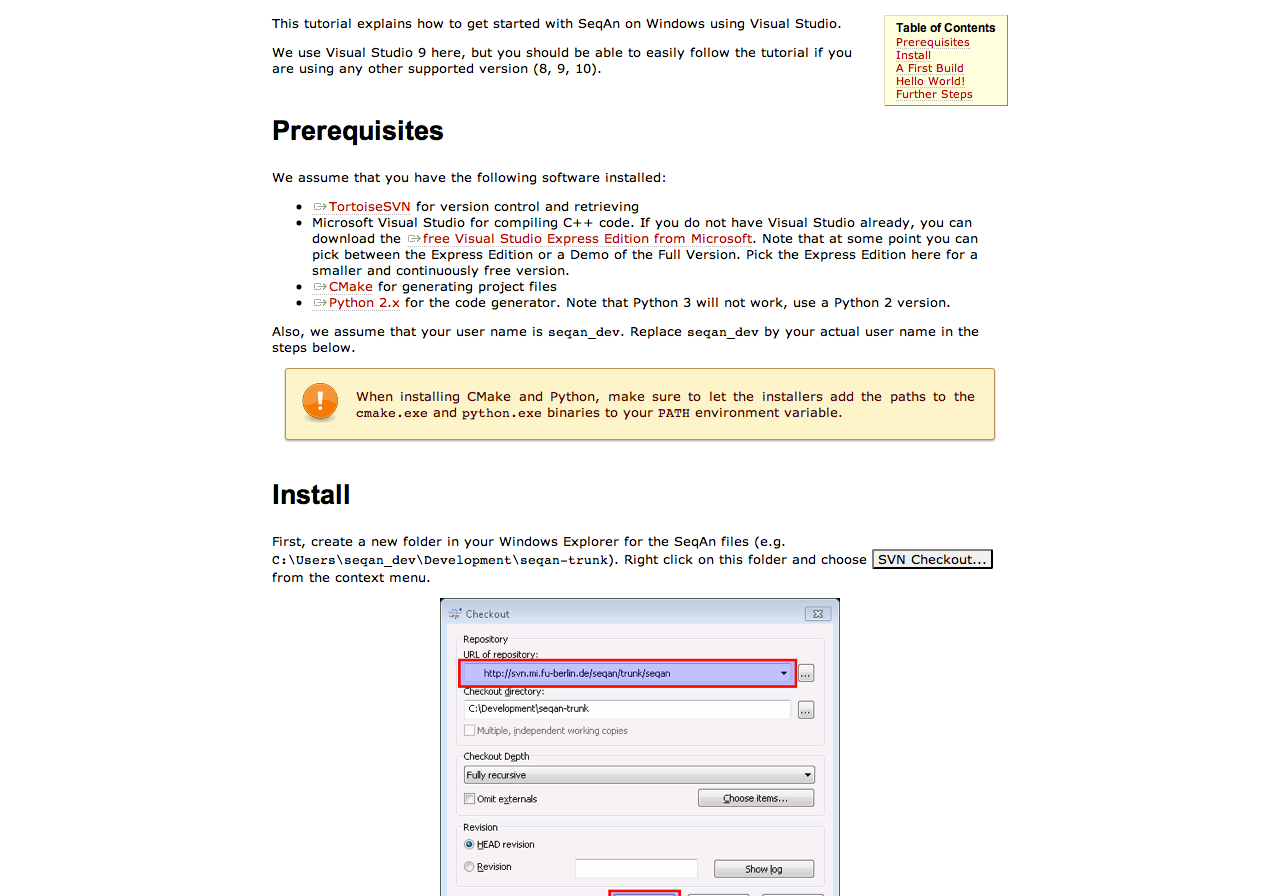 This tutorial explains how to get started with SeqAn on Windows using Visual Studio.
We use Visual Studio 9 here, but you should be able to easily follow the tutorial if you
are using any other supported version (8, 9, 10).
Table of Contents
Prerequisites
Install
A First Build
Hello World!
Further Steps
Prerequisites
We assume that you have the following software installed:
TortoiseSVN for version control and retrieving
Microsoft Visual Studio for compiling C++ code. If you do not have Visual Studio already, you can
download the free Visual Studio Express Edition from Microsoft. Note that at some point you can
pick between the Express Edition or a Demo of the Full Version. Pick the Express Edition here for a
smaller and continuously free version.
CMake for generating project files
Python 2.x for the code generator. Note that Python 3 will not work, use a Python 2 version.
Also, we assume that your user name is seqan_dev. Replace seqan_dev by your actual user name in the
steps below.
When installing CMake and Python, make sure to let the installers add the paths to the
cmake.exe and python.exe binaries to your PATH environment variable.
Install
First, create a new folder in your Windows Explorer for the SeqAn files (e.g.
C:\Users\seqan_dev\Development\seqan-trunk). Right click on this folder and choose SVN Checkout...
from the context menu.
Checkout
Repository
URL of repository:
http://svn.mi.fu-berlin.de/seqan/trunk/seqan
...
Checkout directory:
C:\Development\seqan-trunk
...
Multiple, independent working copies
Checkout Depth
Fully recursive
Omit externals
Choose items...
Revision
HEAD revision
Revision
Show log